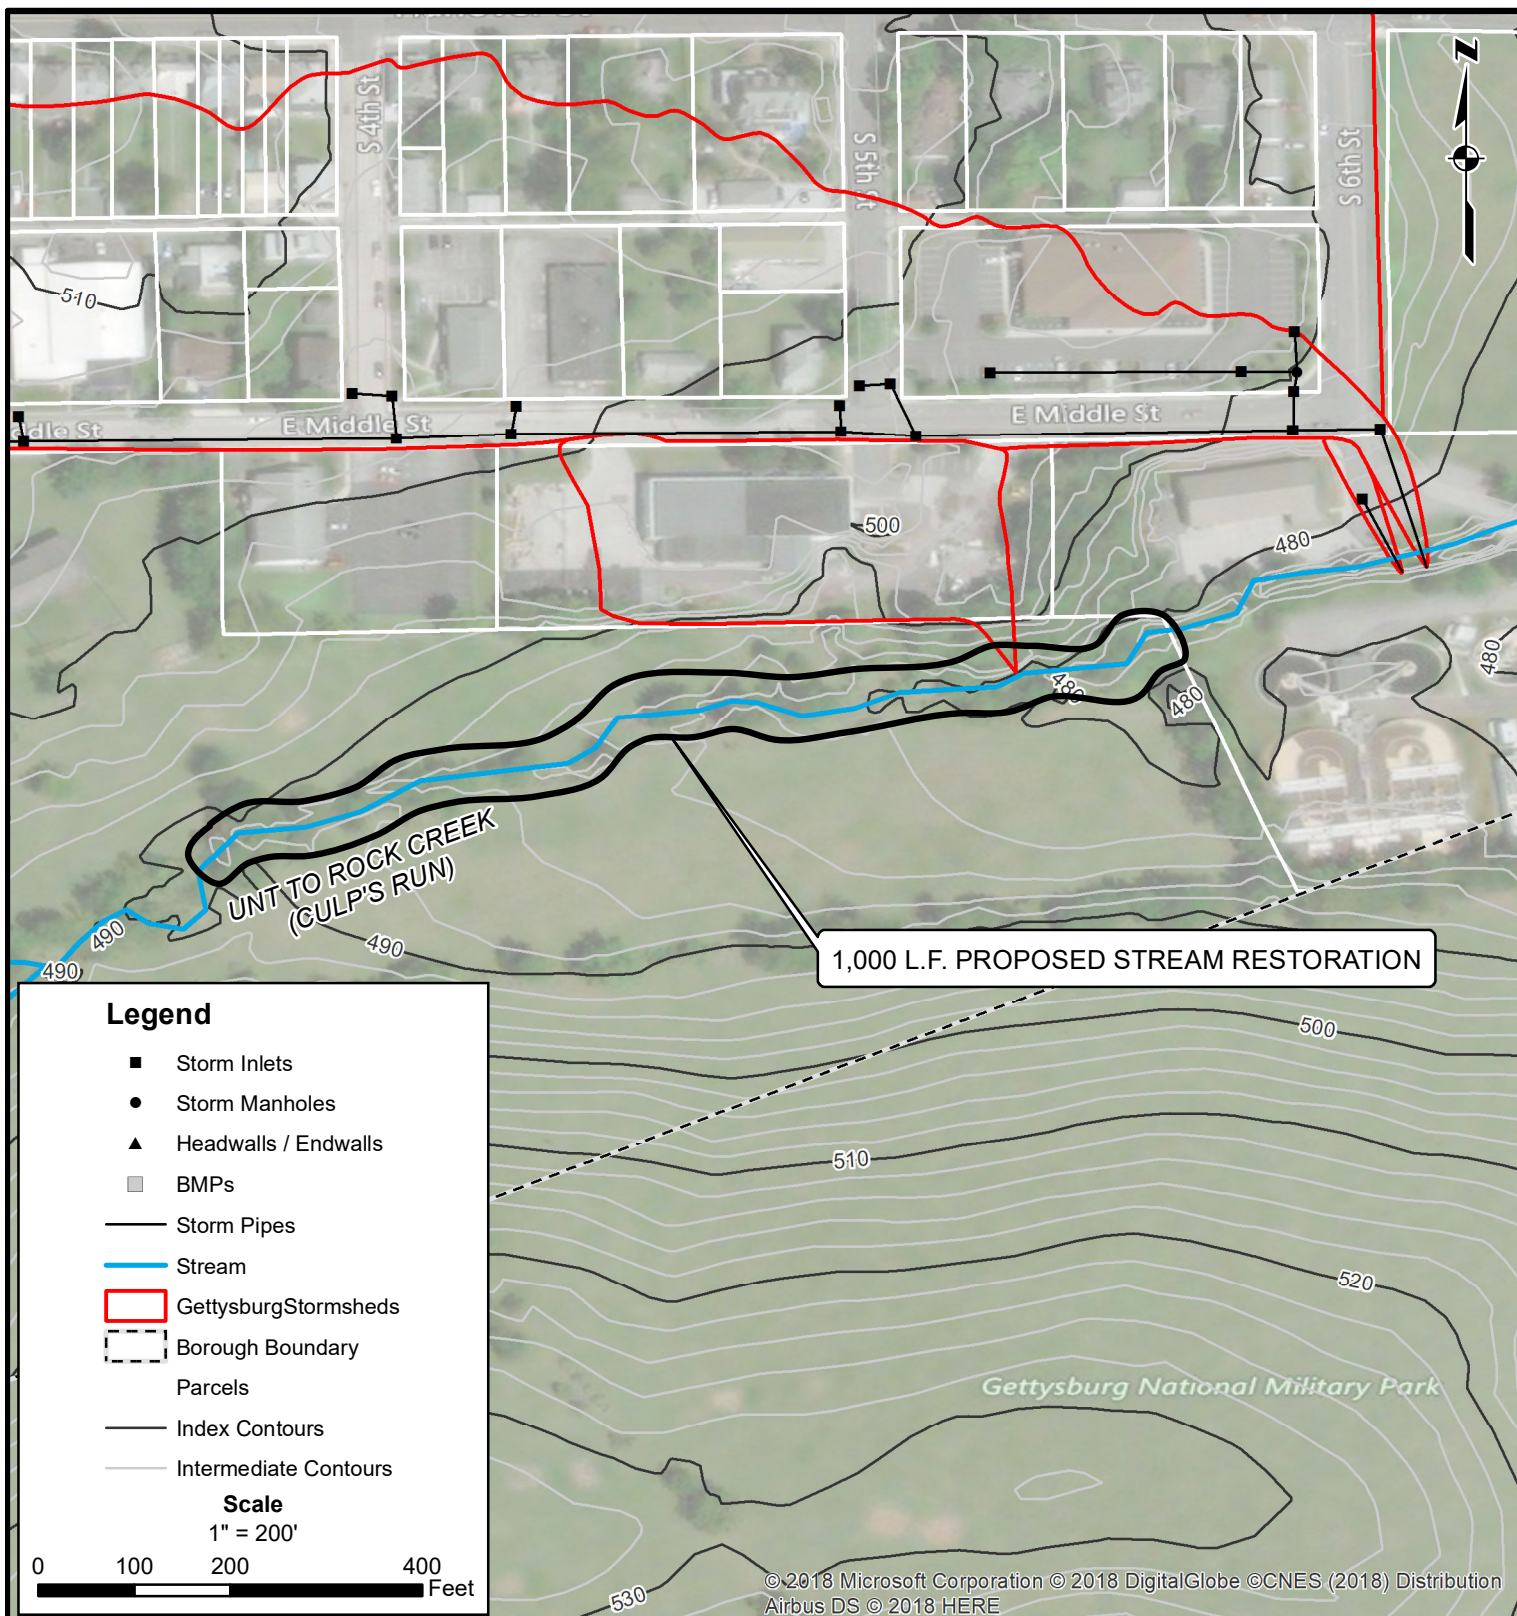 S 4th St
S 5th St
S 6th St
N
510
ddle St
E Middle St
E Middle St
500
480
480
480
480
UNT TO ROCK CREEK
(CULP'S RUN)
490
490
490
1,000 L.F. PROPOSED STREAM RESTORATION
500
510
520
530
Gettysburg National Military Park
Legend
Storm Inlets
Storm Manholes
Headwalls / Endwalls
BMPs
Storm Pipes
Stream
GettysburgStormsheds
Borough Boundary
Parcels
Index Contours
Intermediate Contours
Scale
1" = 200'
0 100 200 400
Feet
© 2018 Microsoft Corporation © 2018 DigitalGlobe ©CNES (2018) Distribution
Airbus DS © 2018 HERE